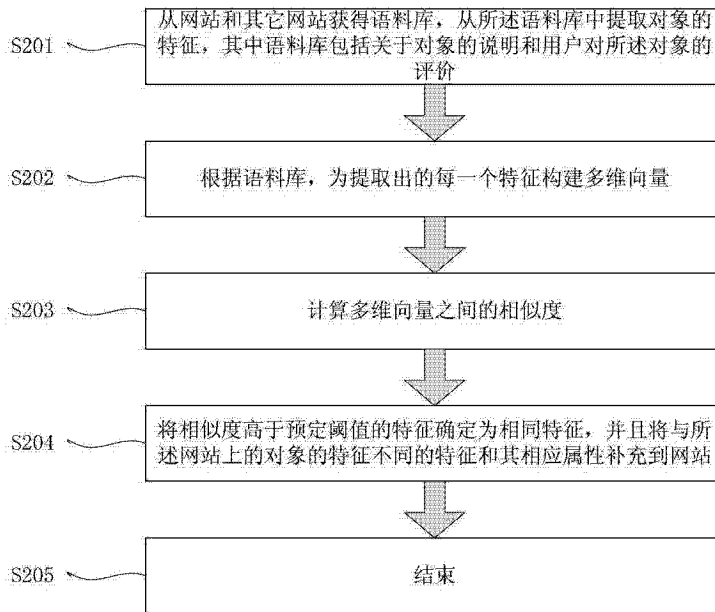 S201
从网站和其它网站获得语料库，从所述语料库中提取对象的
特征，其中语料库包括关于对象的说明和用户对所述对象的
评价
S202
根据语料库，为提取出的每一个特征构建多维向量
S203
计算多维向量之间的相似度
S204
将相似度高于预定阈值的特征确定为相同特征，并且将与所
述网站上的对象的特征不同的特征和其相应属性补充到网站
S205
结束